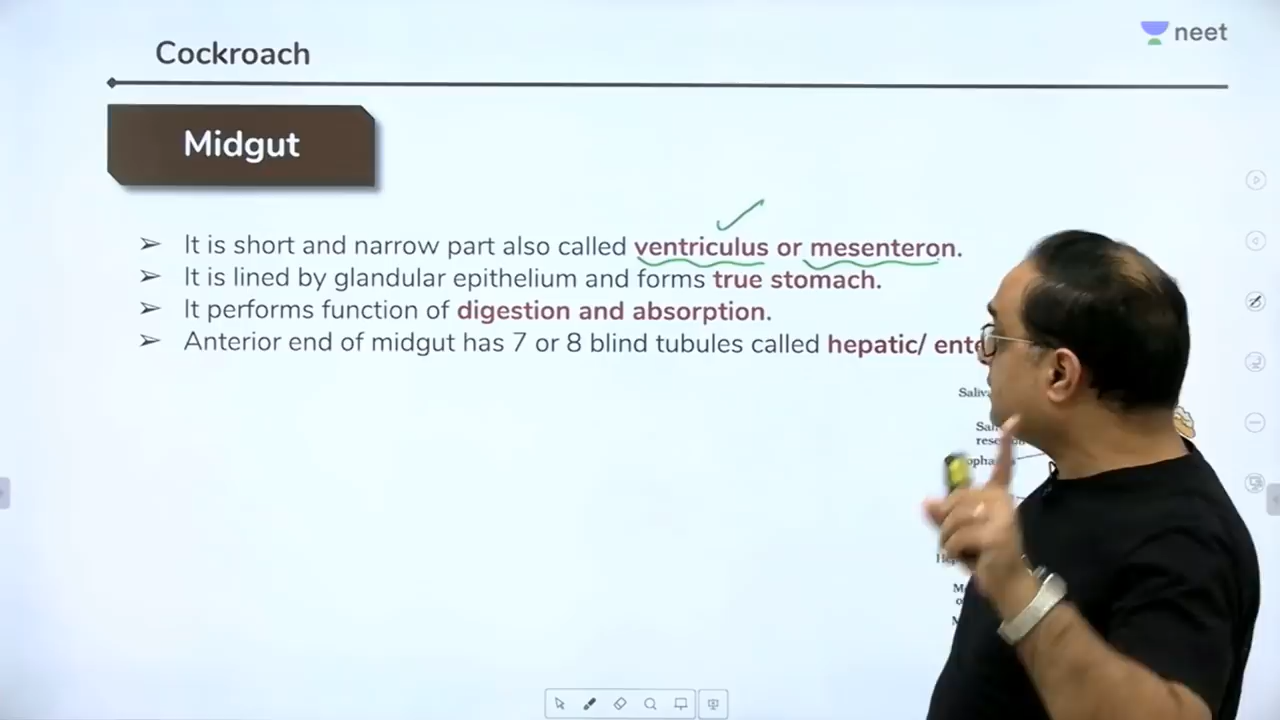 neet
Cockroach
Midgut
➢ It is short and narrow part also called ventriculus or mesenteron.
➢ It is lined by glandular epithelium and forms true stomach.
➢ It performs function of digestion and absorption.
➢ Anterior end of midgut has 7 or 8 blind tubules called hepatic/